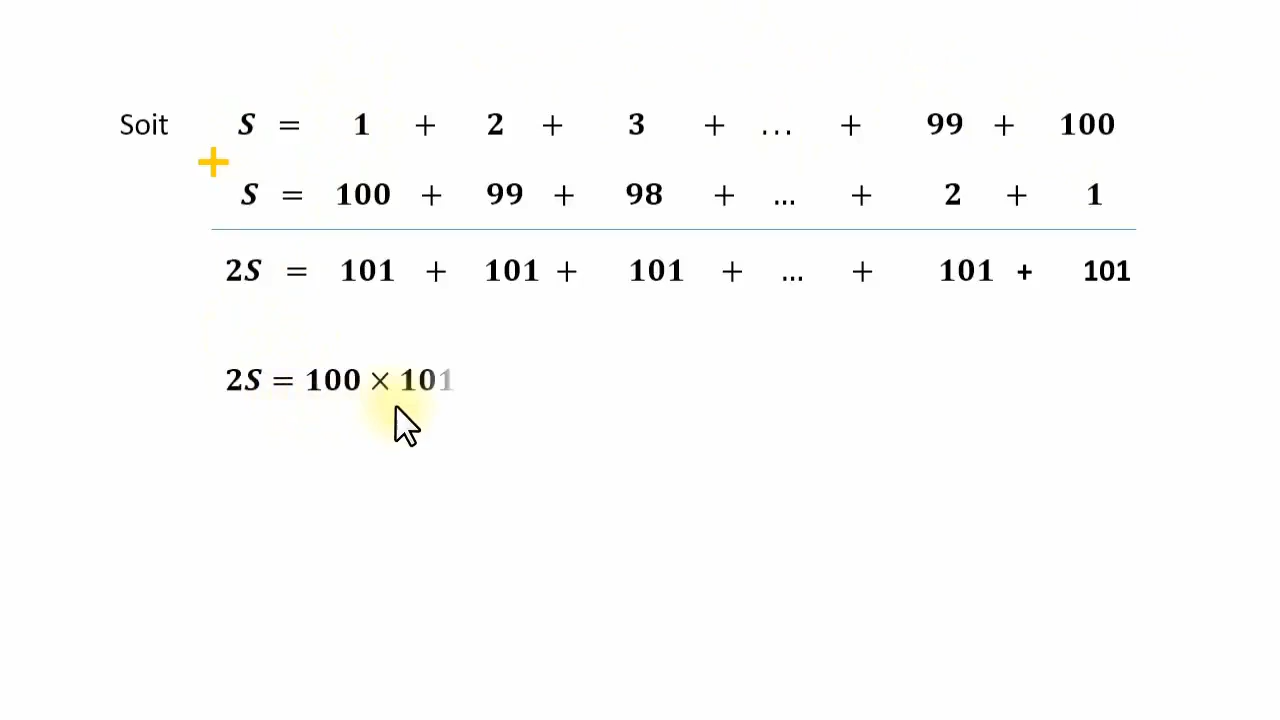 Soit S = 1 + 2 + 3 + ... + 99 + 100
+
S = 100 + 99 + 98 + ... + 2 + 1
2S = 101 + 101 + 101 + ... + 101 + 101
2S = 100 × 101